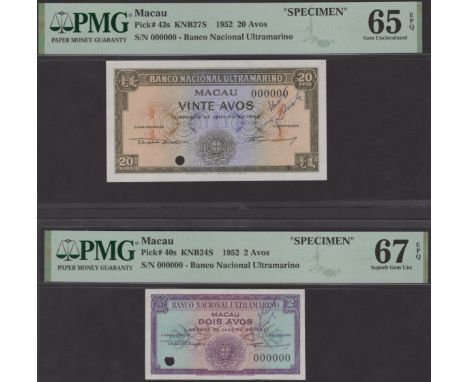 PMG Macau "SPECIMEN" 65 EPQ
PAPER MONEY GUARANTY Pick# 43s KNB27S 1952 20 Avos Gem Uncirculated
S/N 000000 - Banco Nacional Ultramarino
BANCO NACIONAL ULTRAMARINO 20 AVOS
MACAU 000000
VINTE AVOS
20
PMG Macau "SPECIMEN" 67 EPQ
PAPER MONEY GUARANTY Pick# 40s KNB24S 1952 2 Avos Superb Gem Unc
S/N 000000 - Banco Nacional Ultramarino
BANCO NACIONAL ULTRAMARINO 2
MACAU
DOIS AVOS
000000